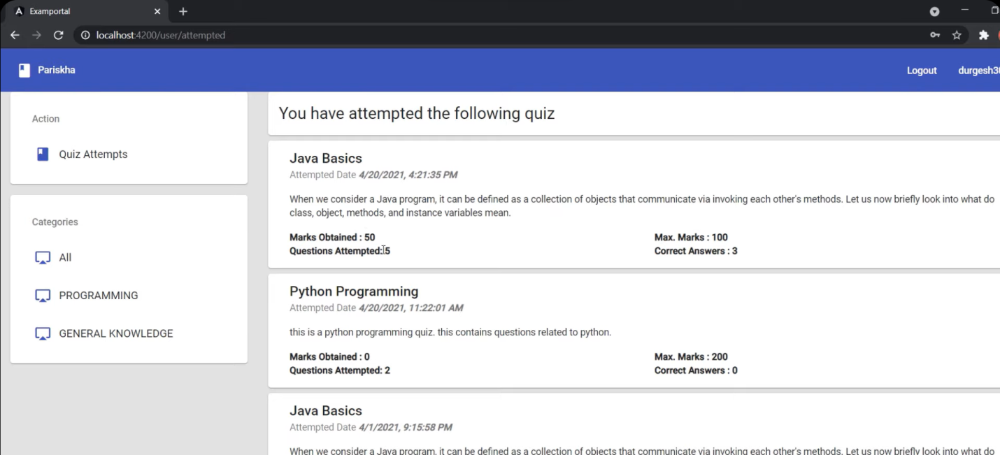 Examportal
localhost:4200/user/attempted
Pariskha
Logout
Action
Quiz Attempts
Categories
All
PROGRAMMING
GENERAL KNOWLEDGE
You have attempted the following quiz
Java Basics
Attempted Date 4/20/2021, 4:21:35 PM
When we consider a Java program, it can be defined as a collection of objects that communicate via invoking each other's methods. Let us now briefly look into what do
class, object, methods, and instance variables mean.
Marks Obtained : 50 Max. Marks : 100
Questions Attempted: 5 Correct Answers : 3
Python Programming
Attempted Date 4/20/2021, 11:22:01 AM
this is a python programming quiz. this contains questions related to python.
Marks Obtained : 0 Max. Marks : 200
Questions Attempted: 2 Correct Answers : 0
Java Basics
Attempted Date 4/1/2021, 9:15:58 PM
When we consider a Java program, it can be defined as a collection of objects that communicate via invoking each other's methods. Let us now briefly look into what do